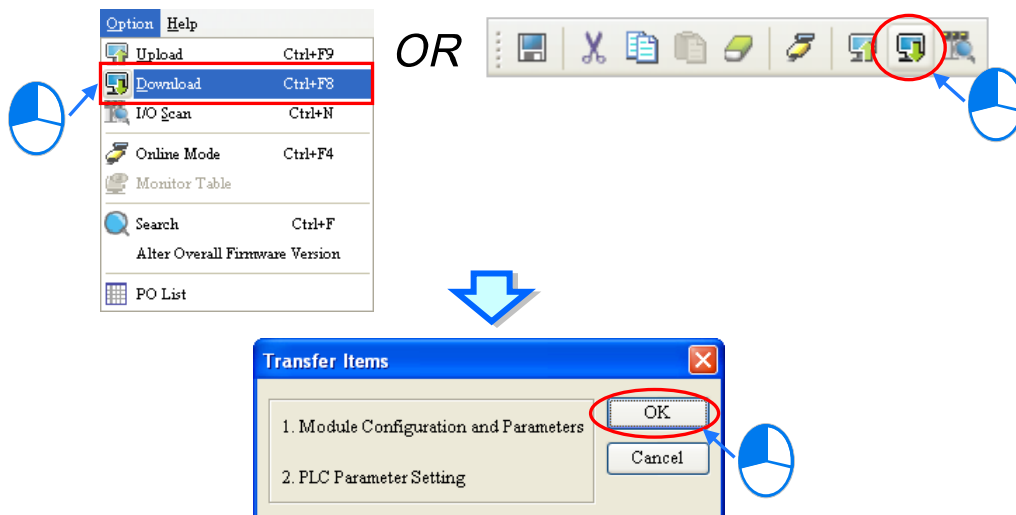 Option Help
Upload Ctrl+F9
Download Ctrl+F8
I/O Scan Ctrl+N
Online Mode Ctrl+F4
Monitor Table
Search Ctrl+F
Alter Overall Firmware Version
PO List
OR
Transfer Items
1. Module Configuration and Parameters
OK
Cancel
2. PLC Parameter Setting